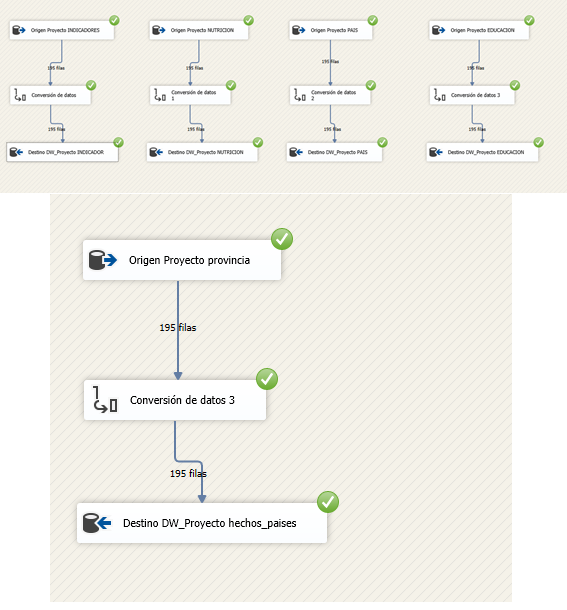 Origen Proyecto INDICADORES
Origen Proyecto NUTRICION
Origen Proyecto PAIS
Origen Proyecto EDUCACION
195 filas
195 filas
195 filas
195 filas
Conversión de datos
Conversión de datos
1
Conversión de datos
2
Conversión de datos 3
195 filas
195 filas
195 filas
195 filas
Destino DW_Proyecto INDICADOR
Destino DW_Proyecto NUTRICION
Destino DW_Proyecto PAIS
Destino DW_Proyecto EDUCACION
Origen Proyecto provincia
195 filas
Conversión de datos 3
195 filas
Destino DW_Proyecto hechos_paises